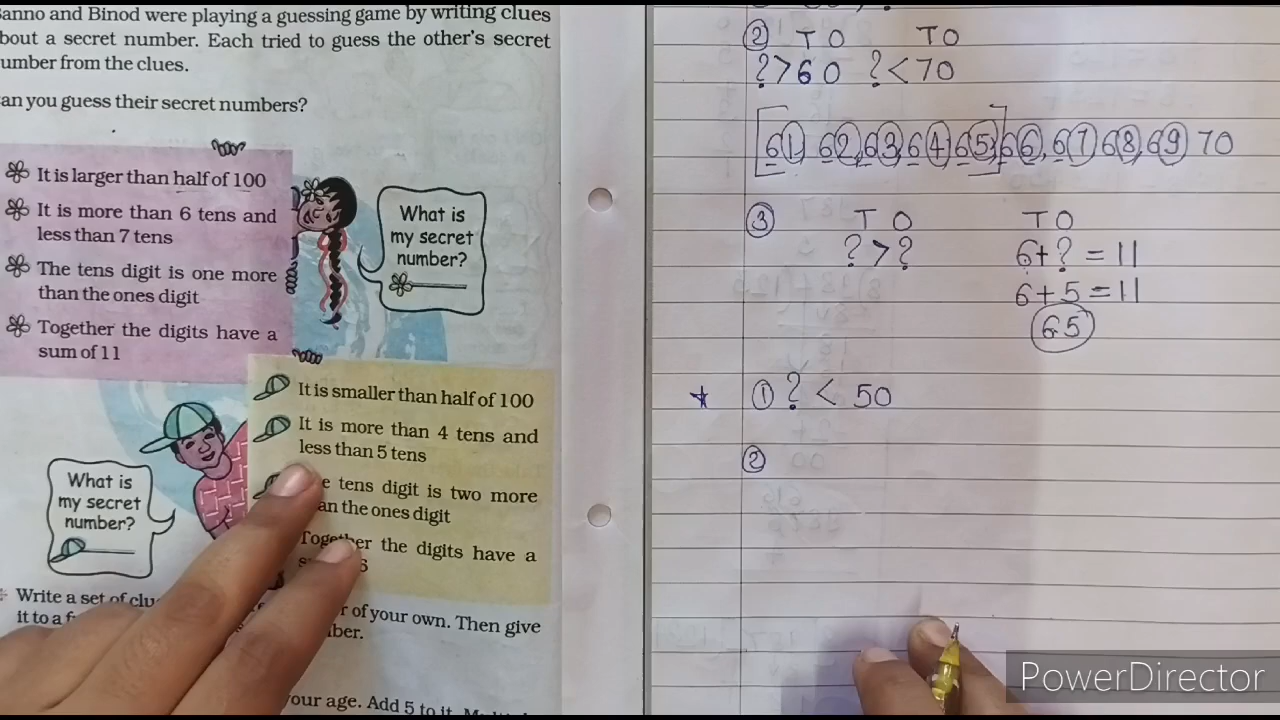 anno and Binod were playing a guessing game by writing clues
bout a secret number. Each tried to guess the other's secret
umber from the clues.
an you guess their secret numbers?
It is larger than half of 100
It is more than 6 tens and
less than 7 tens
The tens digit is one more
than the ones digit
Together the digits have a
sum of 11
What is
my secret
number?
It is smaller than half of 100
It is more than 4 tens and
less than 5 tens
e tens digit is two more
an the ones digit
Together the digits have a
6
What is
my secret
number?
Write a set of clu
r of your own. Then give
it to a f
ber.
our age. Add 5 to it.
② T O T O
? > 60 ? < 70
[61 62, 63, 64 65,] 66, 67 68, 69 70
③ T O T O
? > ? 6 + ? = 11
6 + 5 = 11
65
★ ① ? < 50
②
PowerDirector